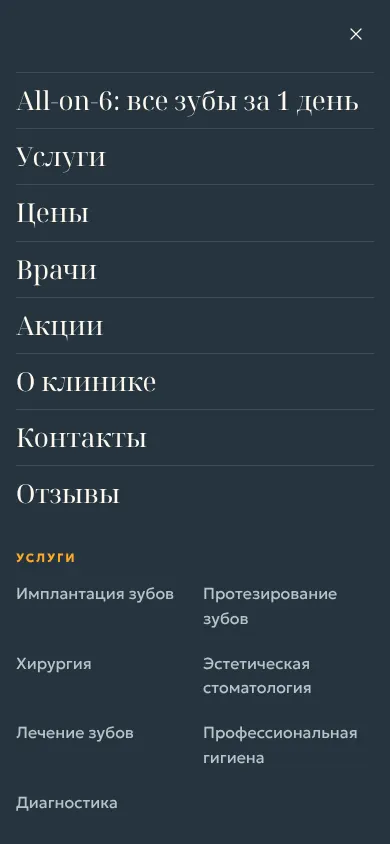 All-on-6: все зубы за 1 день
Услуги
Цены
Врачи
Акции
О клинике
Контакты
Отзывы
УСЛУГИ
Имплантация зубов
Протезирование
зубов
Хирургия
Эстетическая
стоматология
Лечение зубов
Профессиональная
гигиена
Диагностика